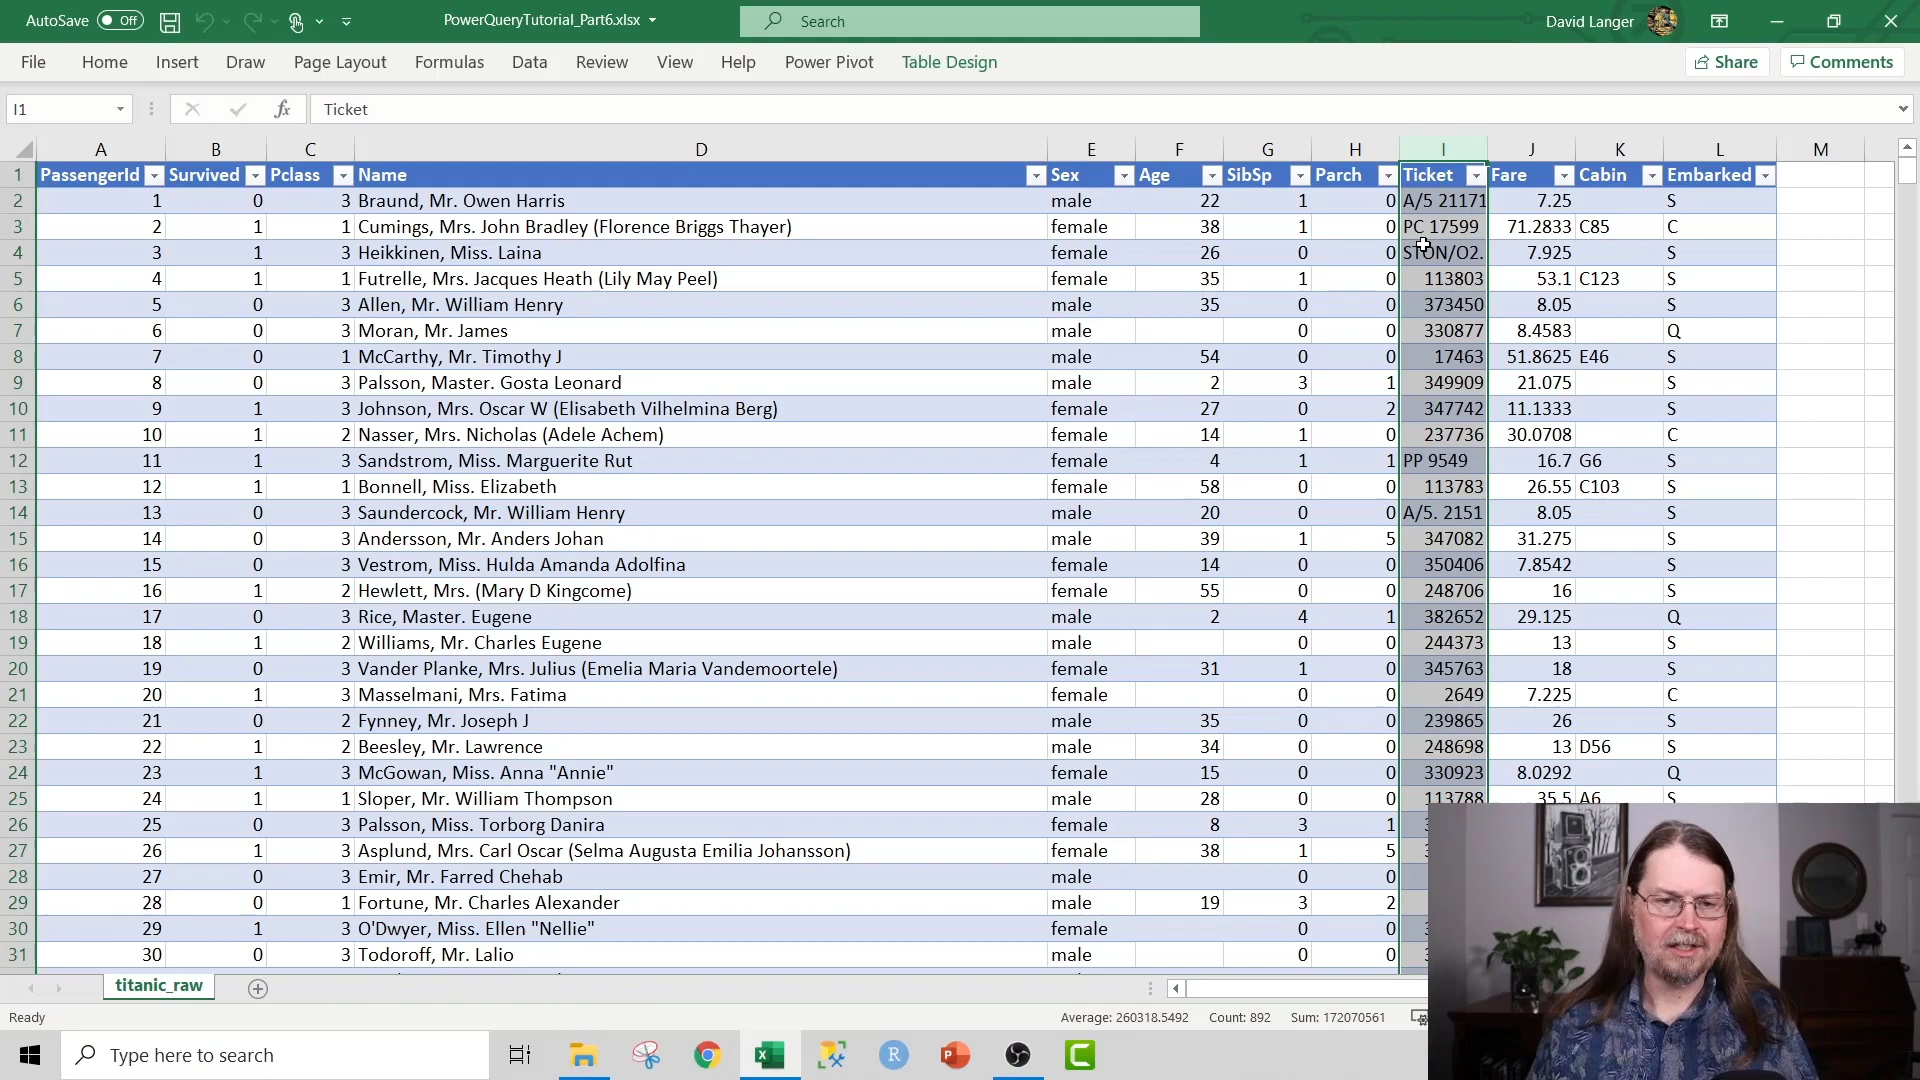 AutoSave Off PowerQueryTutorial_Part6.xlsx Search David Langer
File Home Insert Draw Page Layout Formulas Data Review View Help Power Pivot Table Design Share Comments
I1 fx Ticket
A B C D E F G H I J K L M
1 PassengerId Survived Pclass Name Sex Age SibSp Parch Ticket Fare Cabin Embarked
2 1 0 3 Braund, Mr. Owen Harris male 22 1 0 A/5 21171 7.25 S
3 2 1 1 Cumings, Mrs. John Bradley (Florence Briggs Thayer) female 38 1 0 PC 17599 71.2833 C85 C
4 3 1 3 Heikkinen, Miss. Laina female 26 0 0 STON/O2. 7.925 S
5 4 1 1 Futrelle, Mrs. Jacques Heath (Lily May Peel) female 35 1 0 113803 53.1 C123 S
6 5 0 3 Allen, Mr. William Henry male 35 0 0 373450 8.05 S
7 6 0 3 Moran, Mr. James male 0 0 330877 8.4583 Q
8 7 0 1 McCarthy, Mr. Timothy J male 54 0 0 17463 51.8625 E46 S
9 8 0 3 Palsson, Master. Gosta Leonard male 2 3 1 349909 21.075 S
10 9 1 3 Johnson, Mrs. Oscar W (Elisabeth Vilhelmina Berg) female 27 0 2 347742 11.1333 S
11 10 1 2 Nasser, Mrs. Nicholas (Adele Achem) female 14 1 0 237736 30.0708 C
12 11 1 3 Sandstrom, Miss. Marguerite Rut female 4 1 1 PP 9549 16.7 G6 S
13 12 1 1 Bonnell, Miss. Elizabeth female 58 0 0 113783 26.55 C103 S
14 13 0 3 Saundercock, Mr. William Henry male 20 0 0 A/5. 2151 8.05 S
15 14 0 3 Andersson, Mr. Anders Johan male 39 1 5 347082 31.275 S
16 15 0 3 Vestrom, Miss. Hulda Amanda Adolfina female 14 0 0 350406 7.8542 S
17 16 1 2 Hewlett, Mrs. (Mary D Kingcome) female 55 0 0 248706 16 S
18 17 0 3 Rice, Master. Eugene male 2 4 1 382652 29.125 Q
19 18 1 2 Williams, Mr. Charles Eugene male 0 0 244373 13 S
20 19 0 3 Vander Planke, Mrs. Julius (Emelia Maria Vandemoortele) female 31 1 0 345763 18 S
21 20 1 3 Masselmani, Mrs. Fatima female 0 0 2649 7.225 C
22 21 0 2 Fynney, Mr. Joseph J male 35 0 0 239865 26 S
23 22 1 2 Beesley, Mr. Lawrence male 34 0 0 248698 13 D56 S
24 23 1 3 McGowan, Miss. Anna "Annie" female 15 0 0 330923 8.0292 Q
25 24 1 1 Sloper, Mr. William Thompson male 28 0 0 113788 35.5 A6 S
26 25 0 3 Palsson, Miss. Torborg Danira female 8 3 1
27 26 1 3 Asplund, Mrs. Carl Oscar (Selma Augusta Emilia Johansson) female 38 1 5
28 27 0 3 Emir, Mr. Farred Chehab male 0 0
29 28 0 1 Fortune, Mr. Charles Alexander male 19 3 2
30 29 1 3 O'Dwyer, Miss. Ellen "Nellie" female 0 0
31 30 0 3 Todoroff, Mr. Lalio male 0 0
titanic_raw
Ready Average: 260318.5492 Count: 892 Sum: 172070561
Type here to search